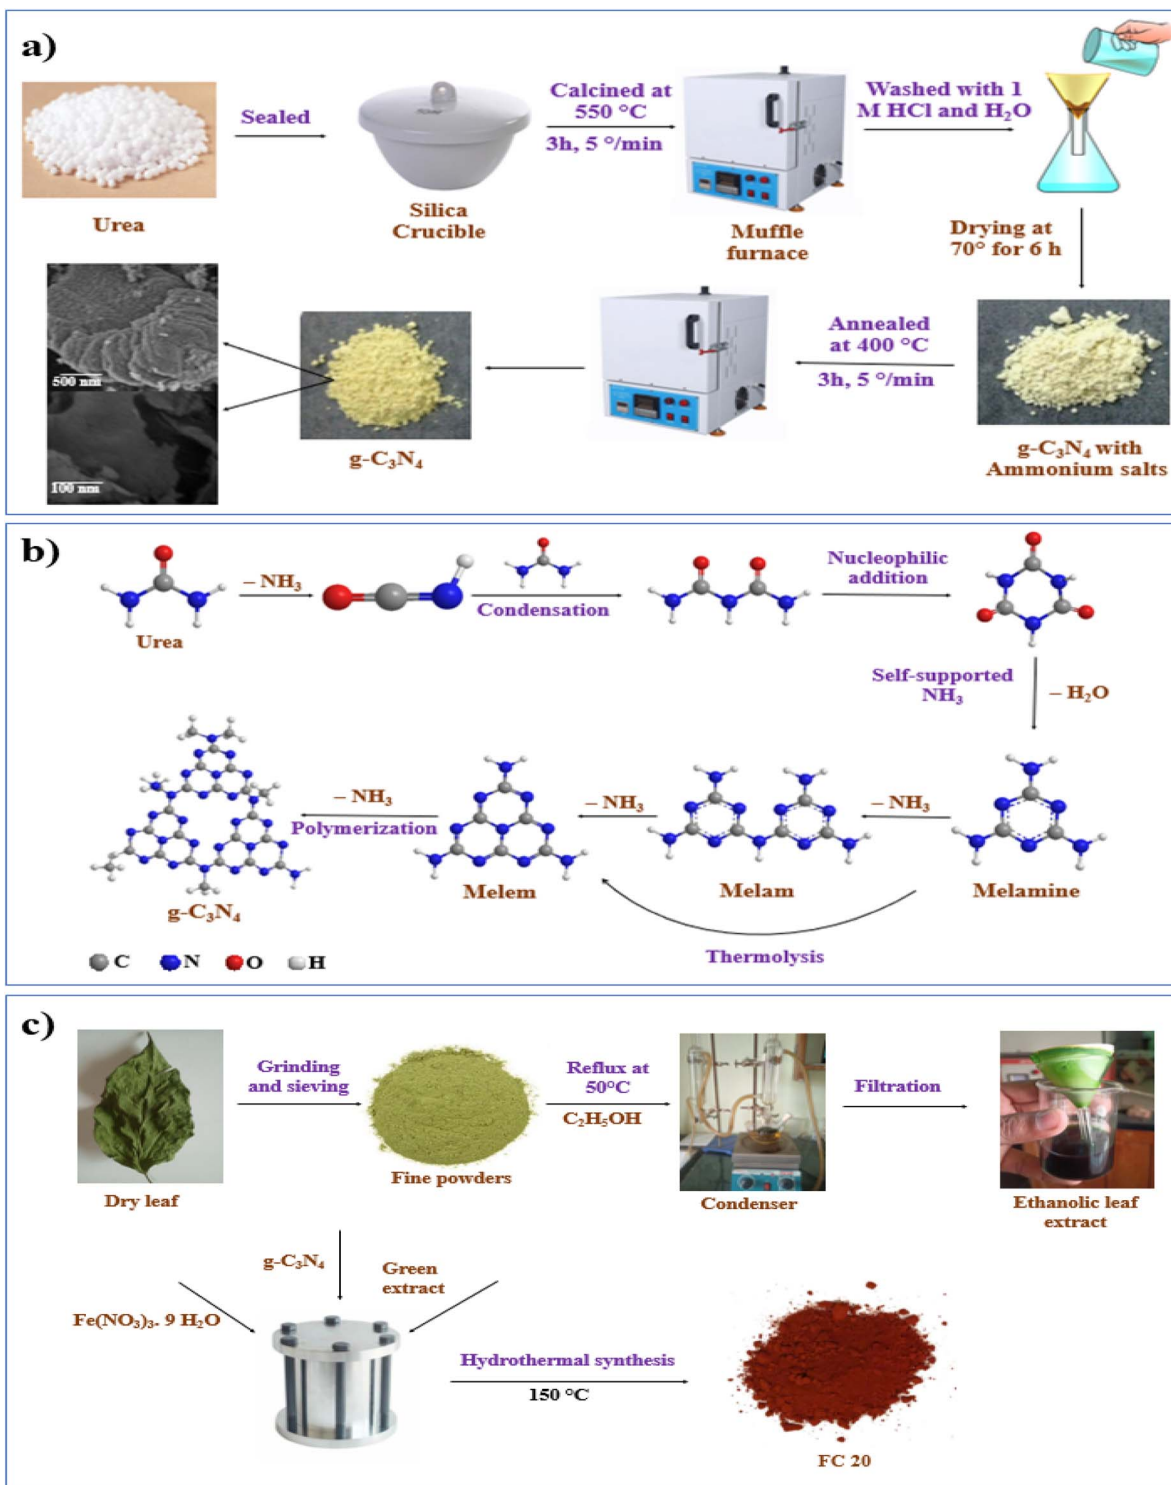 a)
Sealed
Calcined at
550 °C
3h, 5 °/min
Washed with 1
M HCl and H₂O
Urea
Silica
Crucible
Muffle
furnace
Drying at
70° for 6 h
500 nm
100 nm
g-C₃N₄
Annealed
at 400 °C
3h, 5 °/min
g-C₃N₄ with
Ammonium salts
b)
– NH₃
Condensation
Nucleophilic
addition
Urea
Self-supported
NH₃
– H₂O
– NH₃
Polymerization
– NH₃
– NH₃
g-C₃N₄
Melem
Melam
Melamine
Thermolysis
C N O H
c)
Grinding
and sieving
Reflux at
50°C
C₂H₅OH
Filtration
Dry leaf
Fine powders
Condenser
Ethanolic leaf
extract
g-C₃N₄
Green
extract
Fe(NO₃)₃. 9 H₂O
Hydrothermal synthesis
150 °C
FC 20